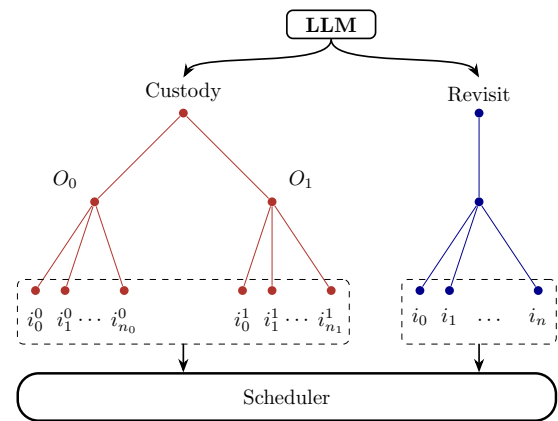 LLM
Custody Revisit
O₀ O₁
i₀⁰ i₁⁰ ⋯ iₙ₀⁰ i₀¹ i₁¹ ⋯ iₙ₁¹ i₀ i₁ … iₙ
Scheduler